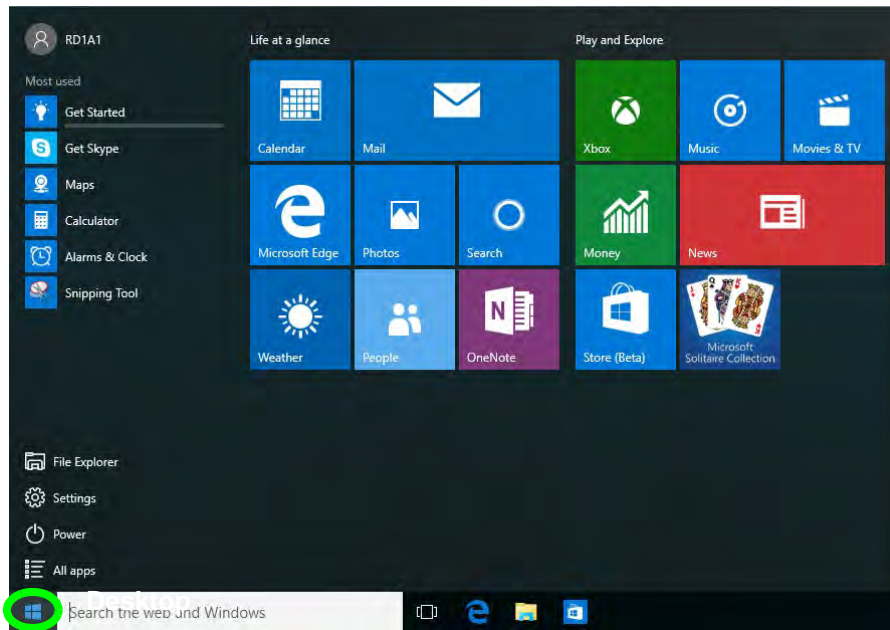 RD1A1
Most used
Get Started
Get Skype
Maps
Calculator
Alarms & Clock
Snipping Tool
File Explorer
Settings
Power
All apps
Life at a glance
Calendar
Mail
Microsoft Edge
Photos
Search
Weather
People
N
OneNote
Play and Explore
Xbox
Music
Movies & TV
Money
News
Store (Beta)
Microsoft
Solitaire Collection
Desktop
Search the web and Windows